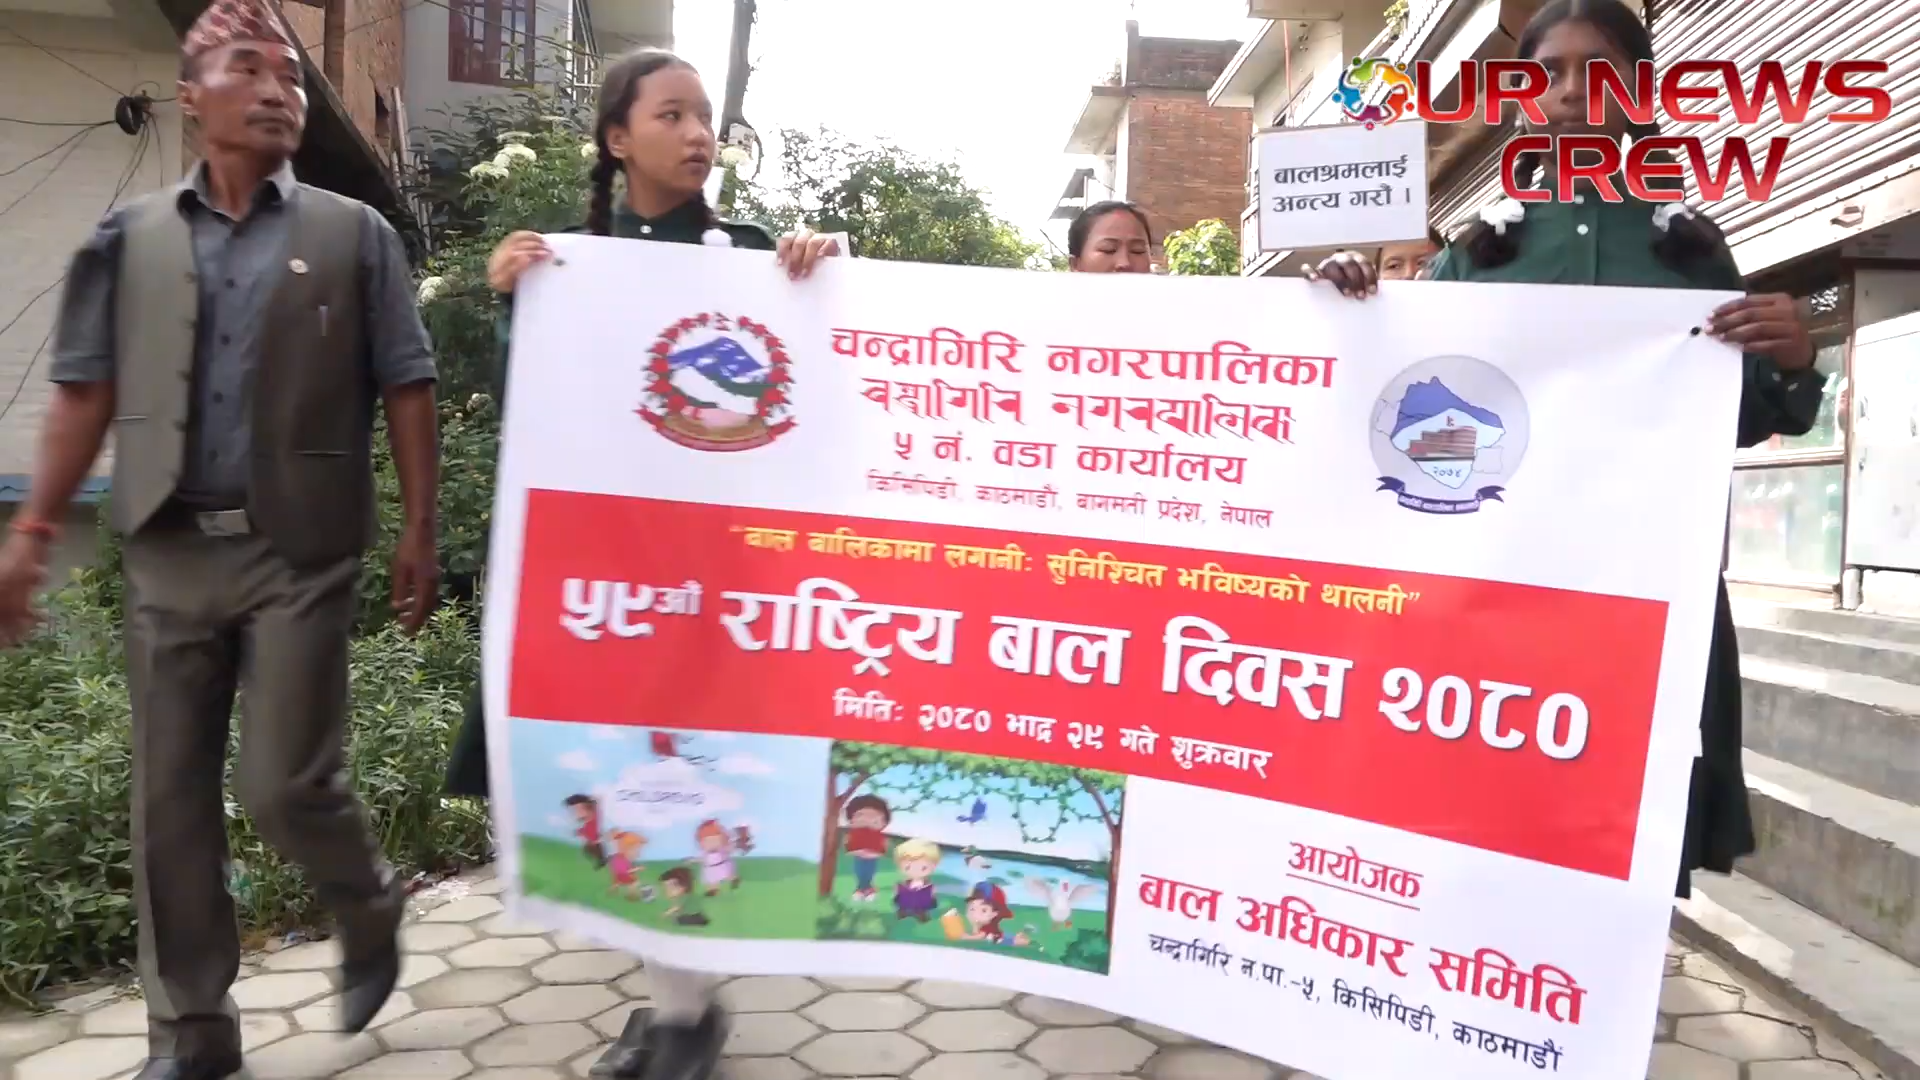 OUR NEWS
CREW
बालश्रमलाई
अन्त्य गरौं ।
चन्द्रागिरि नगरपालिका
५ नं. वडा कार्यालय
किसिपिडी, काठमाडौं, बागमती प्रदेश, नेपाल
"बाल बालिकामा लगानीः सुनिश्चित भविष्यको थालनी"
५९औं राष्ट्रिय बाल दिवस २०८०
मितिः २०८० भाद्र २९ गते शुक्रवार
२०७४
आयोजक
बाल अधिकार समिति
चन्द्रागिरि न.पा.-५, किसिपिडी, काठमाडौं